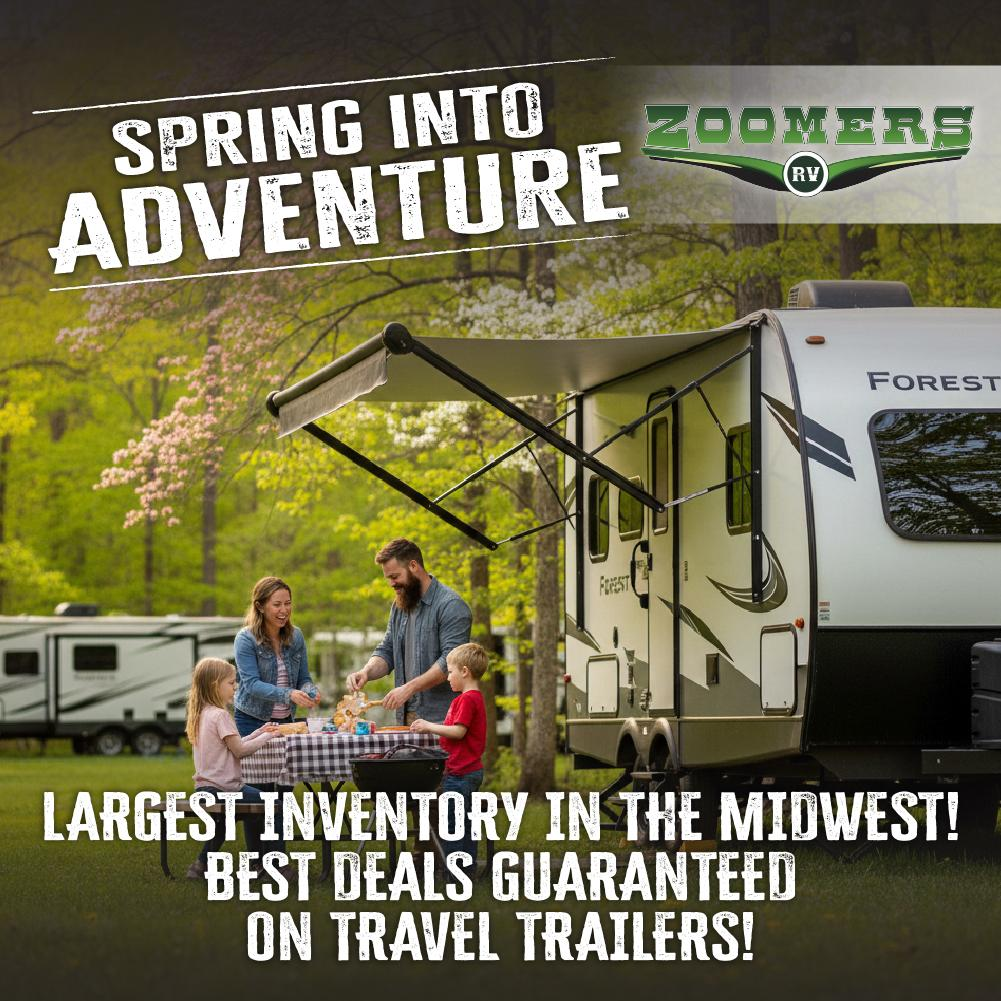 SPRING INTO
ADVENTURE
ZOOMERS
RV
FOREST
FOREST
LARGEST INVENTORY IN THE MIDWEST!
BEST DEALS GUARANTEED
ON TRAVEL TRAILERS!